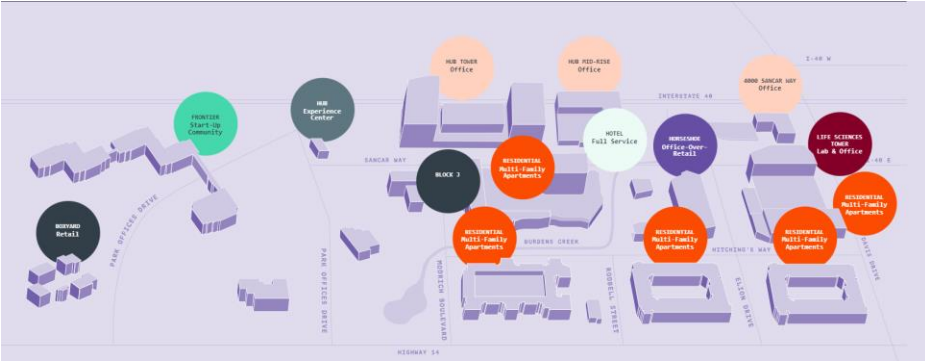 I-40 W
HUB TOWER
Office
HUB MID-RISE
Office
4000 SANCAR WAY
Office
INTERSTATE 40
HUB
Experience
Center
FRONTIER
Start-Up
Community
HOTEL
Full Service
HORSESHOE
Office-Over-
Retail
LIFE SCIENCES
TOWER
Lab & Office
SANCAR WAY
I-40 E
BLOCK 3
RESIDENTIAL
Multi-Family
Apartments
RESIDENTIAL
Multi-Family
Apartments
BOXYARD
Retail
PARK OFFICES DRIVE
RESIDENTIAL
Multi-Family
Apartments
RESIDENTIAL
Multi-Family
Apartments
RESIDENTIAL
Multi-Family
Apartments
BURDENS CREEK
HITCHING'S WAY
PARK OFFICES DRIVE
MODRICH BOULEVARD
RODBELL STREET
ELION DRIVE
DAVIS DRIVE
HIGHWAY 54